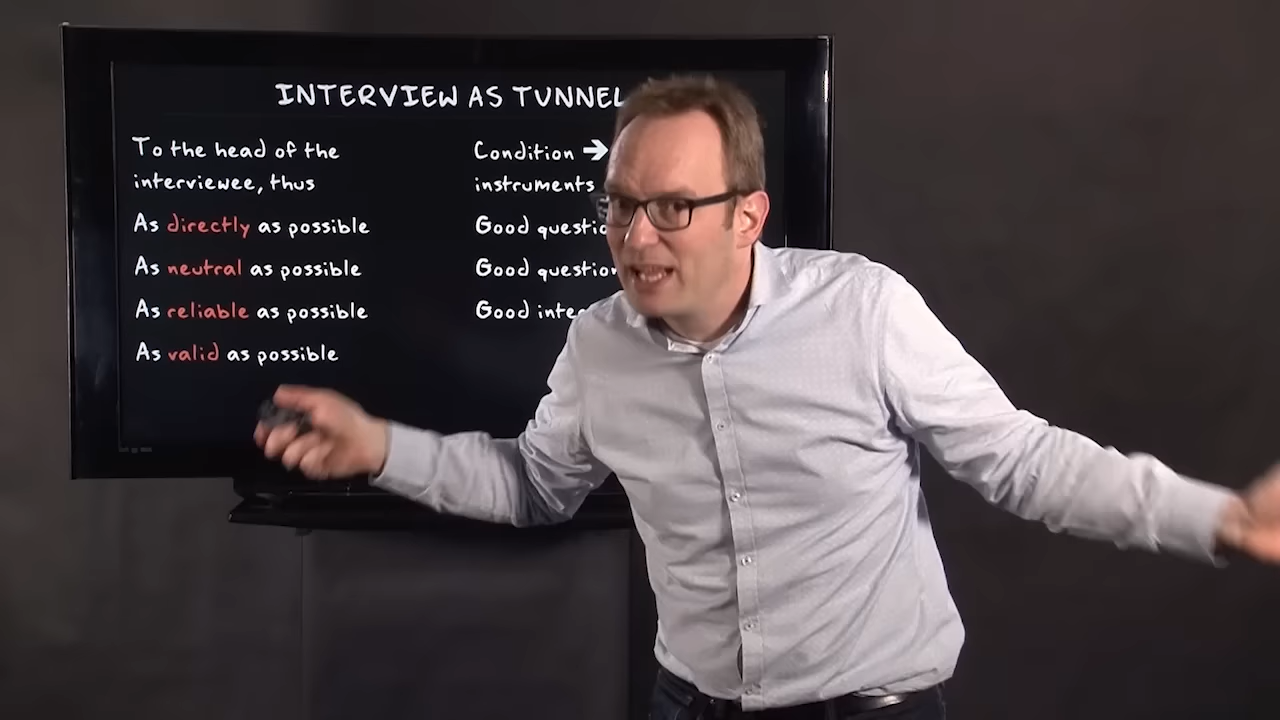 INTERVIEW AS TUNNEL
To the head of the
interviewee, thus
As directly as possible
As neutral as possible
As reliable as possible
As valid as possible
Condition →
instruments
Good
Good
Good